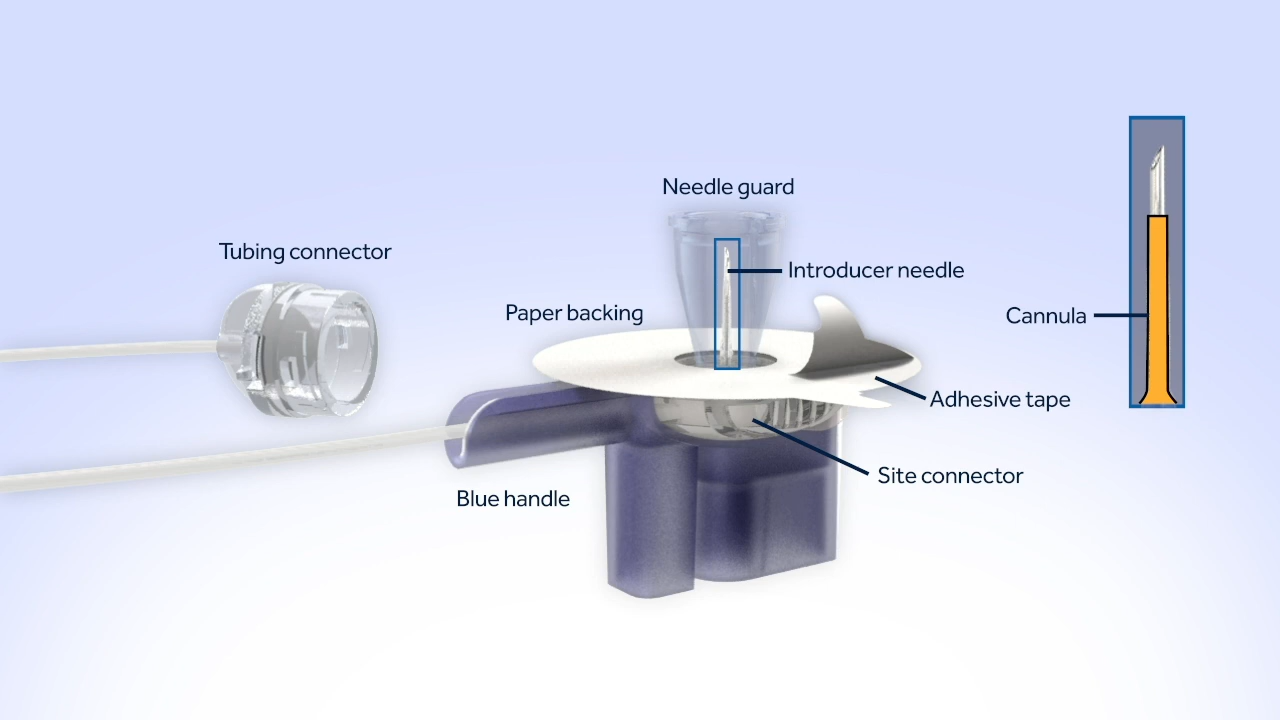 Needle guard
Tubing connector
Introducer needle
Paper backing
Cannula
Adhesive tape
Site connector
Blue handle